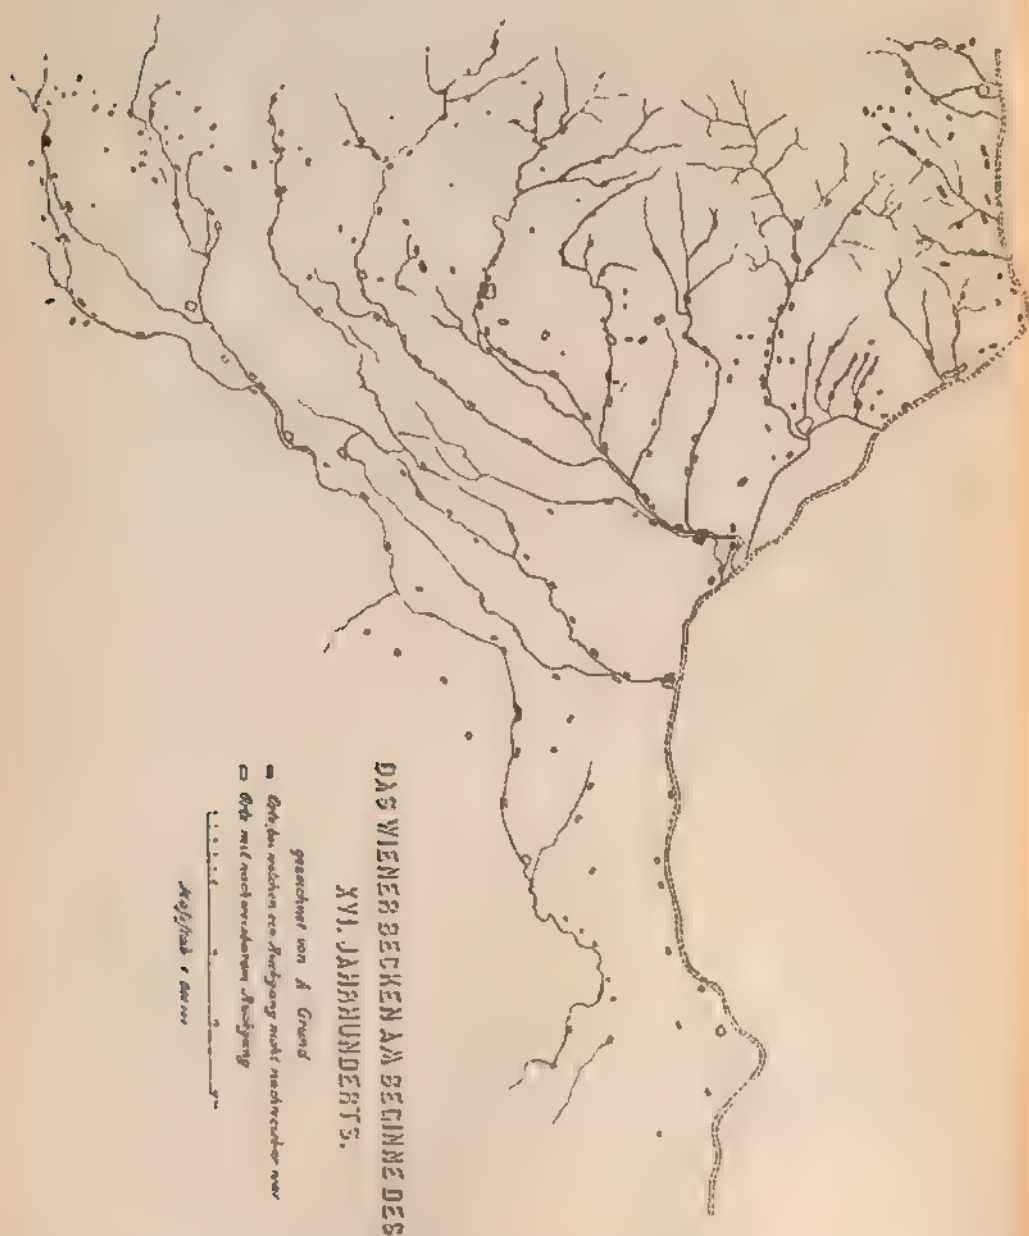 DAS WIENER BECKEN AM BEGINNE DES
XVI. JAHRHUNDERTS.
gezeichnet von A Grund
Orte, bei welchen ein Rückgang nicht nachweisbar war
Orte mit nachweisbarem Rückgang
Maßstab